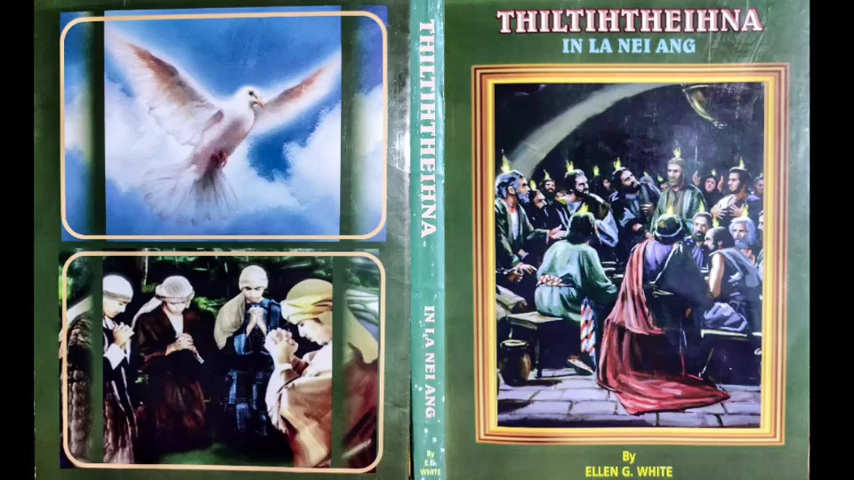 THILTIHTHEIHNA
IN LA NEI ANG
By
E.G.
WHITE
THILTIHTHEIHNA
IN LA NEI ANG
By
ELLEN G. WHITE